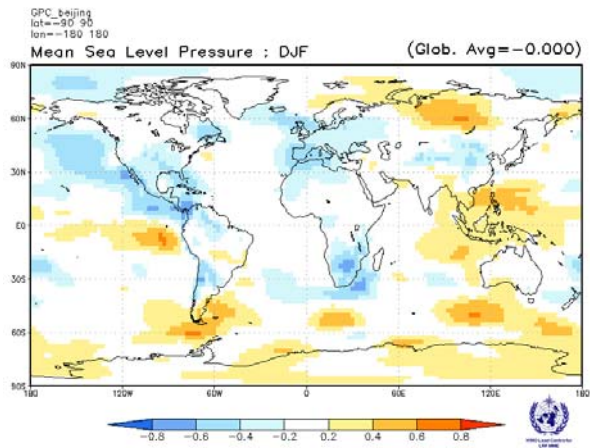 GPC_beijing
lat=-90 90
lon=-180 180
Mean Sea Level Pressure : DJF (Glob. Avg=-0.000)
90N
60N
30N
EQ
30S
60S
90S
180 120W 60W 0 60E 120E 180
-0.8 -0.6 -0.4 -0.2 0.2 0.4 0.6 0.8